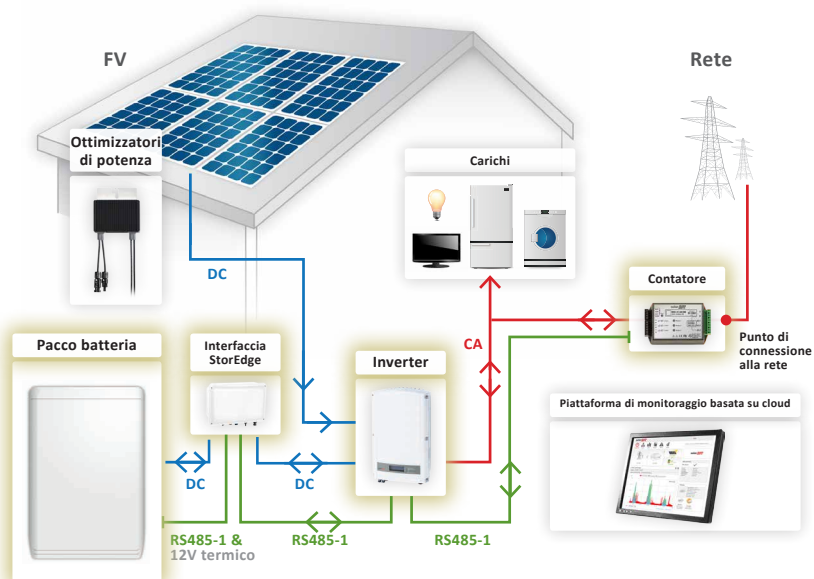 FV
Rete
Ottimizzatori
di potenza
Carichi
DC
Contatore
Pacco batteria
Interfaccia
StorEdge
Inverter
CA
Punto di
connessione
alla rete
Piattaforma di monitoraggio basata su cloud
DC
DC
RS485-1 &
12V termico
RS485-1
RS485-1